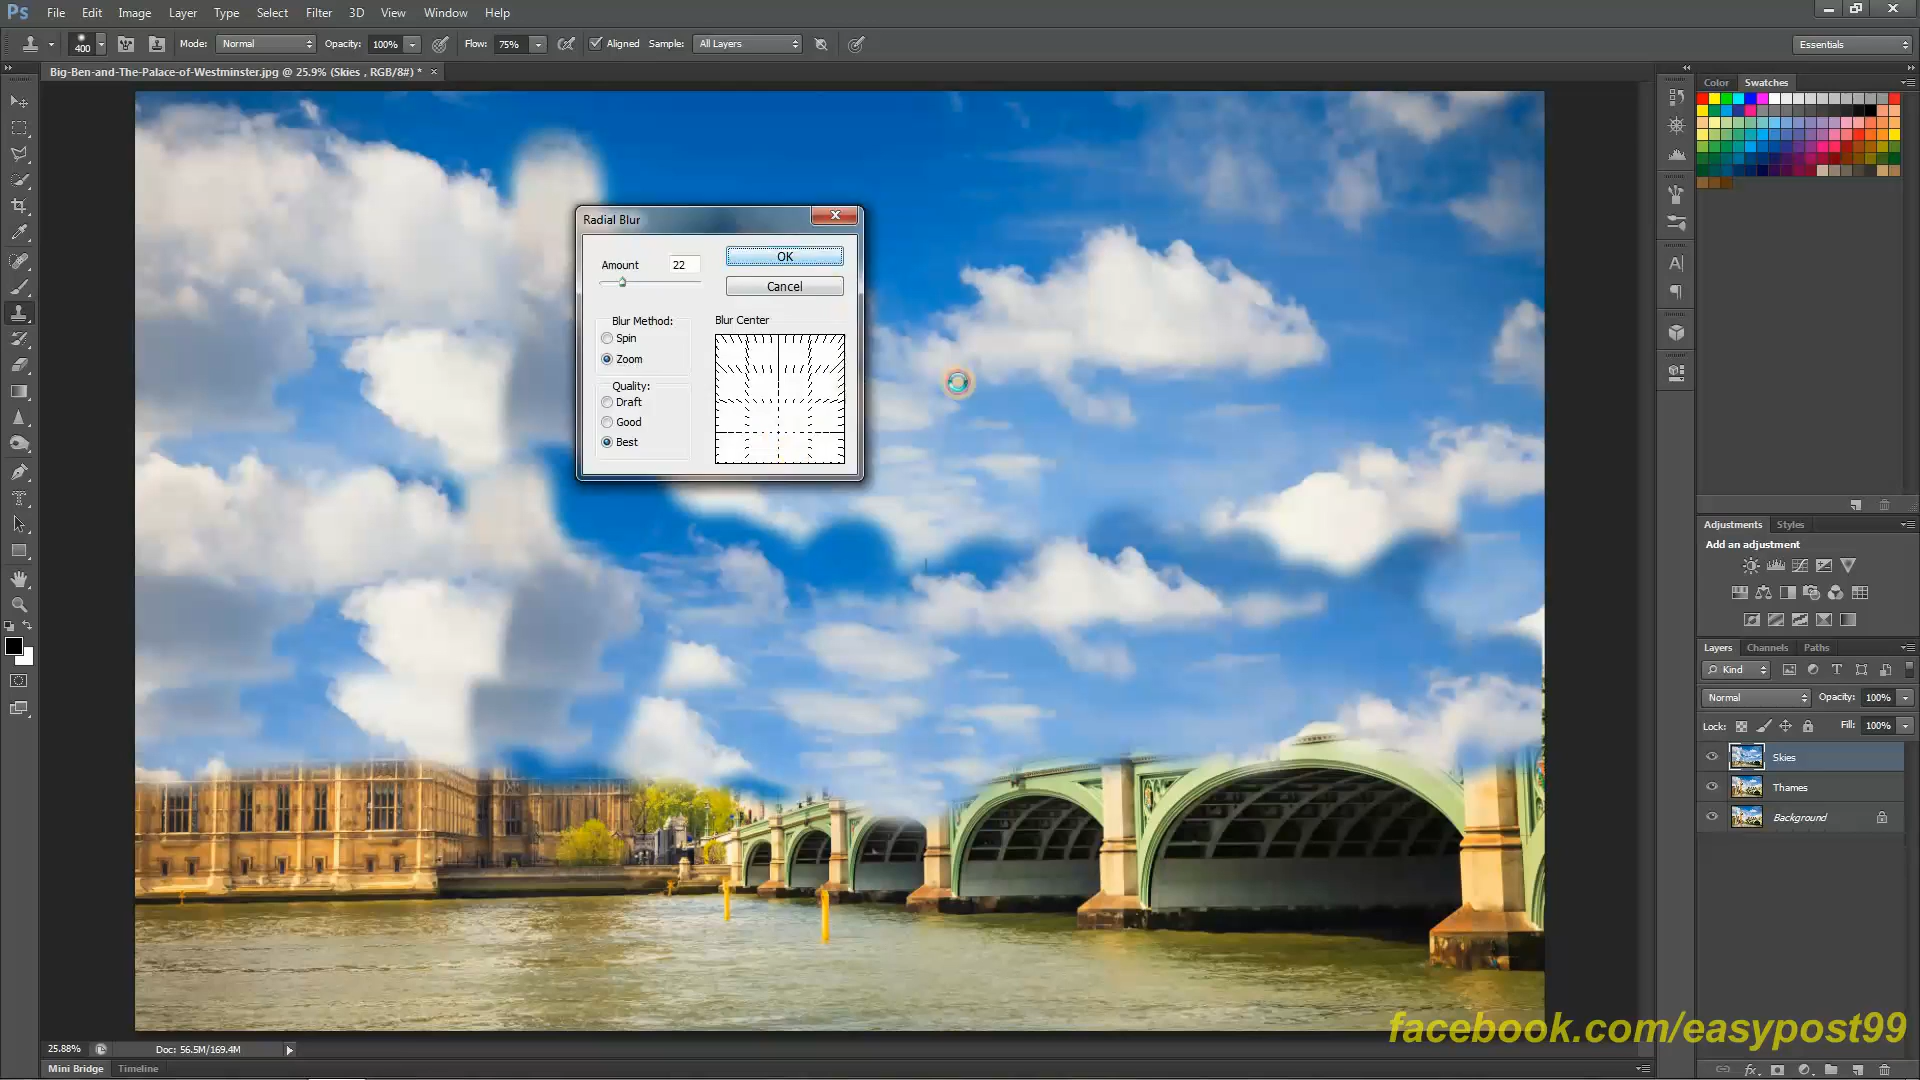 Ps File Edit Image Layer Type Select Filter 3D View Window Help
400 Mode: Normal Opacity: 100% Flow: 75% Aligned Sample: All Layers Essentials
Big-Ben-and-The-Palace-of-Westminster.jpg @ 25.9% (Skies , RGB/8#) *
Color Swatches
Radial Blur
Amount 22
OK
Cancel
Blur Method:
Spin
Zoom
Quality:
Draft
Good
Best
Blur Center
Adjustments Styles
Add an adjustment
Layers Channels Paths
Kind
Normal Opacity: 100%
Lock: Fill: 100%
Skies
Thames
Background
facebook.com/easypost99
25.88% Doc: 56.5M/169.4M
Mini Bridge Timeline